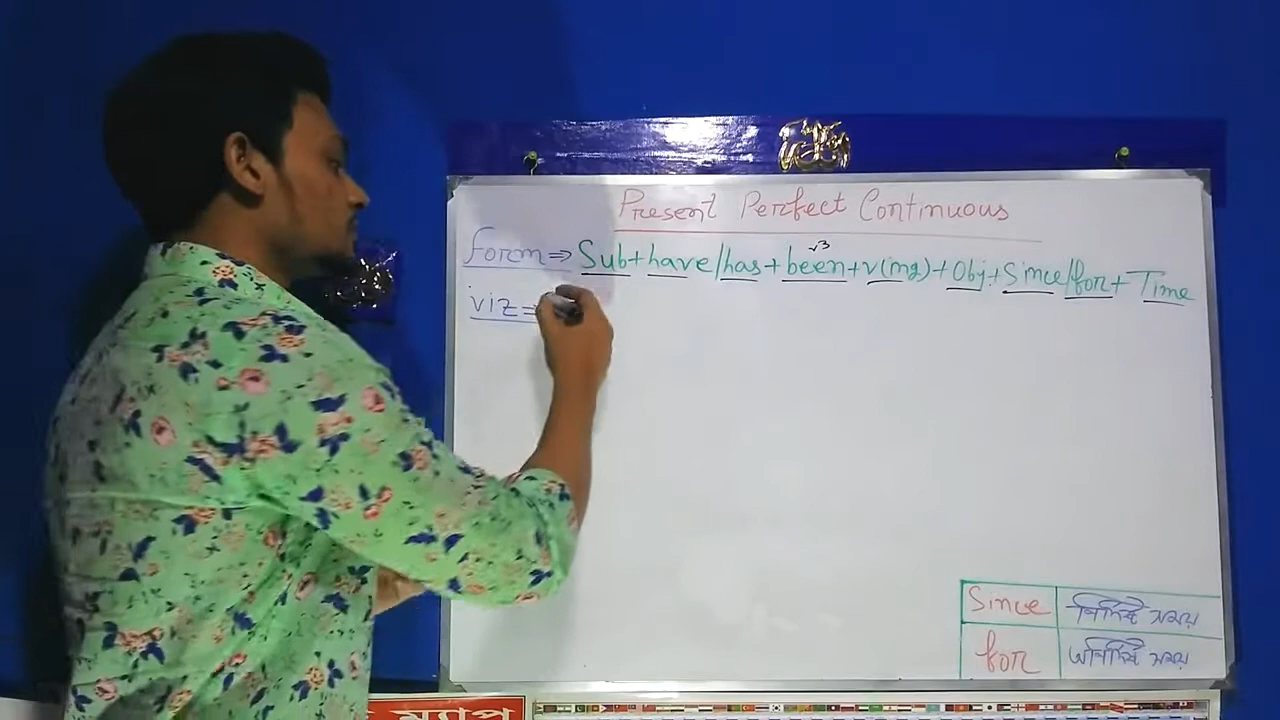 Present Perfect Continuous
Form ⇒ Sub + have/has + been + v(ing) + Obj + Since/for + Time
v3
viz =
Since নির্দিষ্ট সময়
for অনির্দিষ্ট সময়
ম্যাপ